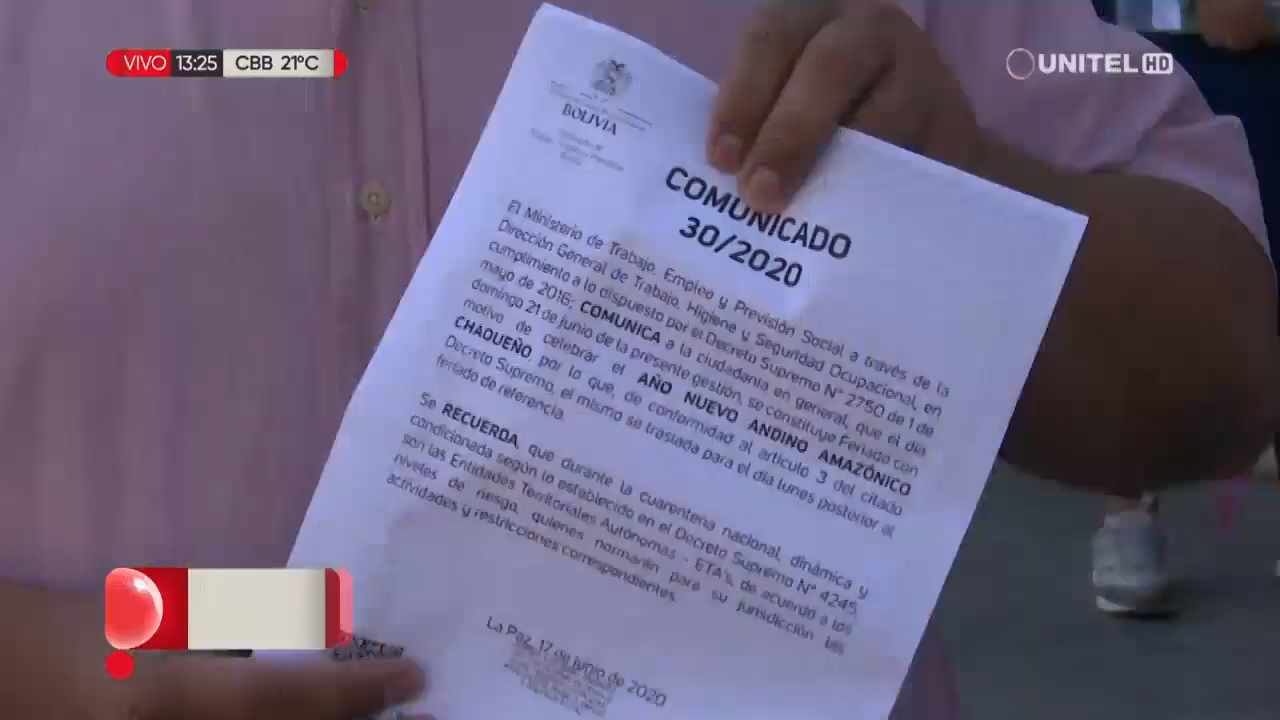 VIVO 13:25 CBB 21°C
UNITEL HD
BOLIVIA
COMUNICADO
30/2020
El Ministerio de Trabajo, Empleo y Previsión Social a través de la
Dirección General de Trabajo, Higiene y Seguridad Ocupacional, en
cumplimiento a lo dispuesto por el Decreto Supremo N° 2750 de 1 de
mayo de 2016; COMUNICA a la ciudadanía en general, que el día
domingo 21 de junio de la presente gestión, se constituye Feriado con
motivo de celebrar el AÑO NUEVO ANDINO AMAZÓNICO
CHAQUEÑO, por lo que, de conformidad al artículo 3 del citado
Decreto Supremo, el mismo se traslada para el día lunes posterior al
feriado de referencia.
Se RECUERDA, que durante la cuarentena nacional, dinámica y
condicionada según lo establecido en el Decreto Supremo N° 4245,
son las Entidades Territoriales Autónomas - ETA's, de acuerdo a los
niveles de riesgo, quienes normarán para su jurisdicción las
actividades y restricciones correspondientes.
La Paz, 17 de junio de 2020